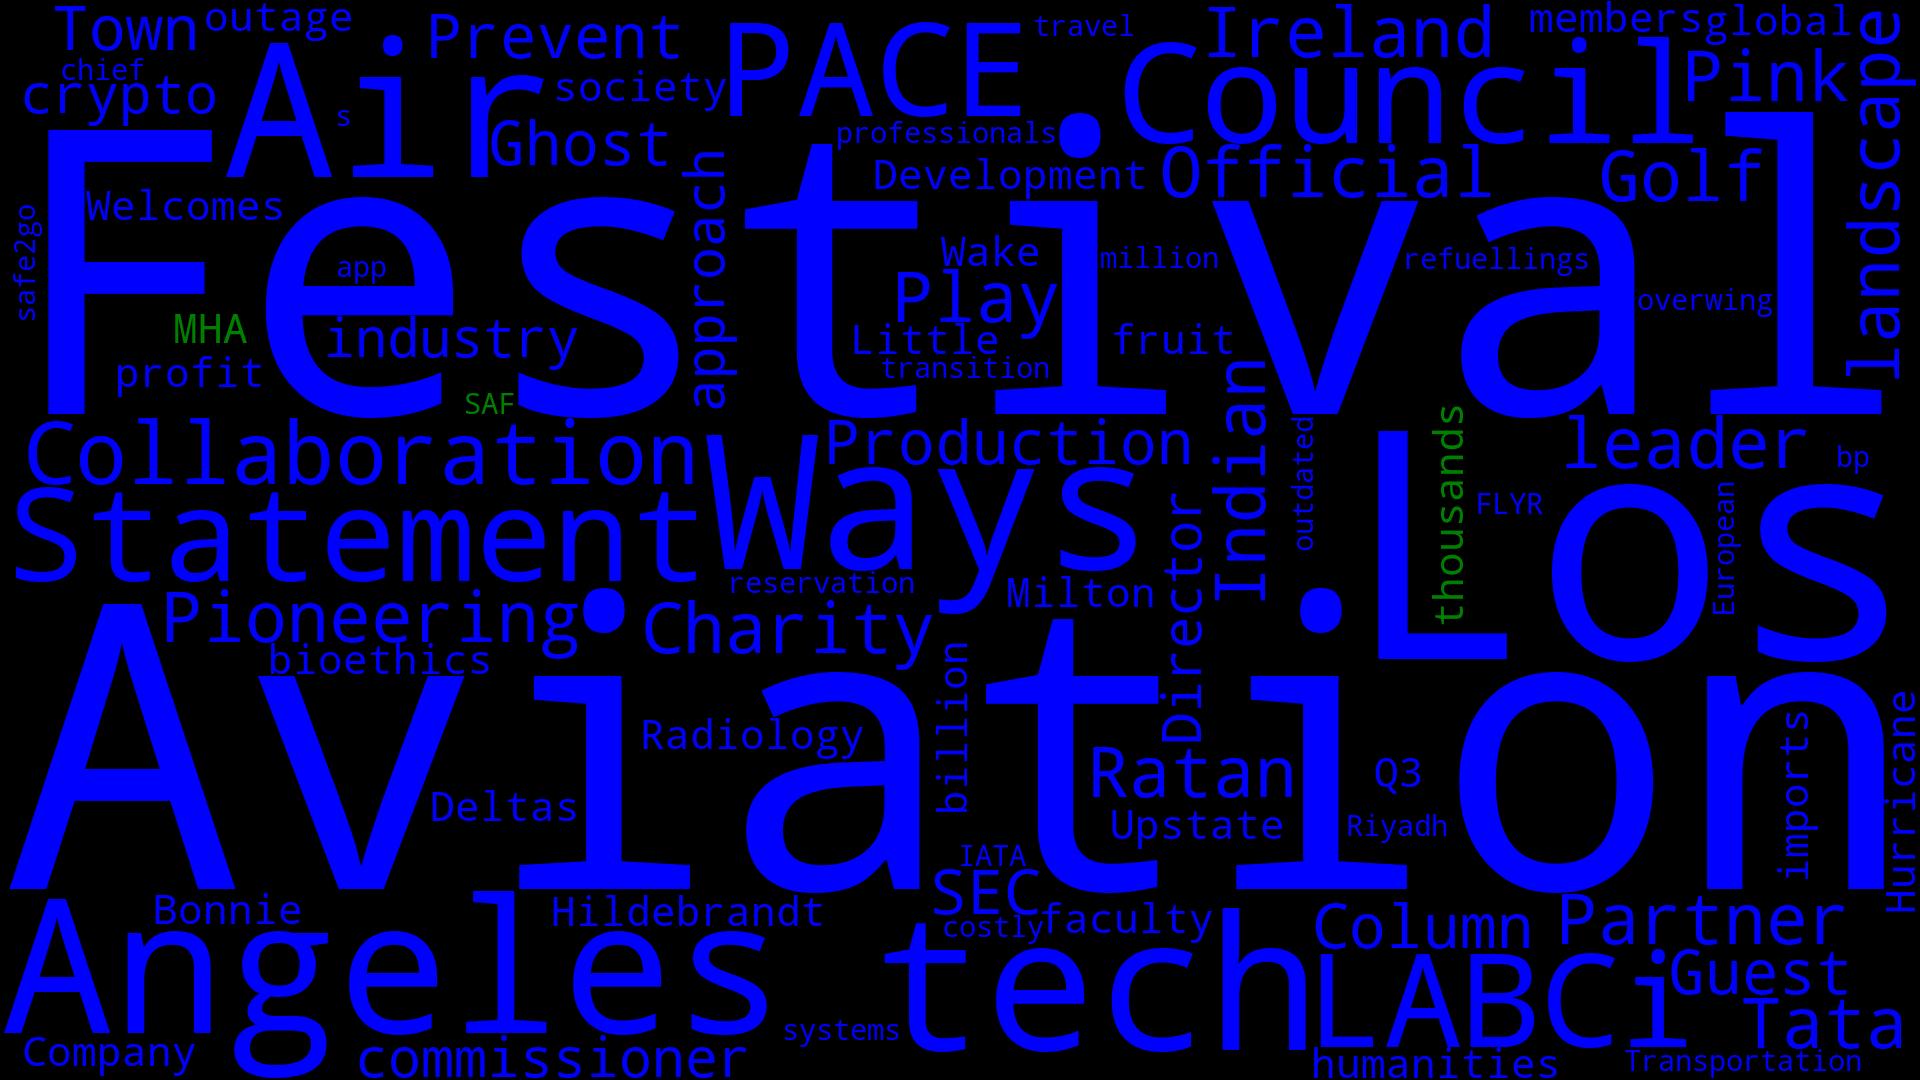 Town
outage
Prevent
PACE
travel
Ireland
members
global
chief
crypto
Air
s
society
Council
Pink
landscape
Ghost
professionals
Festival
Welcomes
approach
Development
Official
Golf
safe2go
app
Wake
million
refuellings
Play
overwing
MHA
industry
Little
fruit
profit
transition
SAF
Indian
Collaboration
Ways
Production
outdated
thousands
Los
leader
bp
Statement
FLYR
European
reservation
Milton
Director
Pioneering
Charity
Aviation
bioethics
billion
Radiology
Ratan
Q3
imports
Hurricane
Deltas
Upstate
Riyadh
IATA
SEC
Bonnie
Hildebrandt
costly
faculty
Column
Partner
Angeles
tech
LABCi
Guest
systems
Tata
Company
commissioner
humanities
Transportation